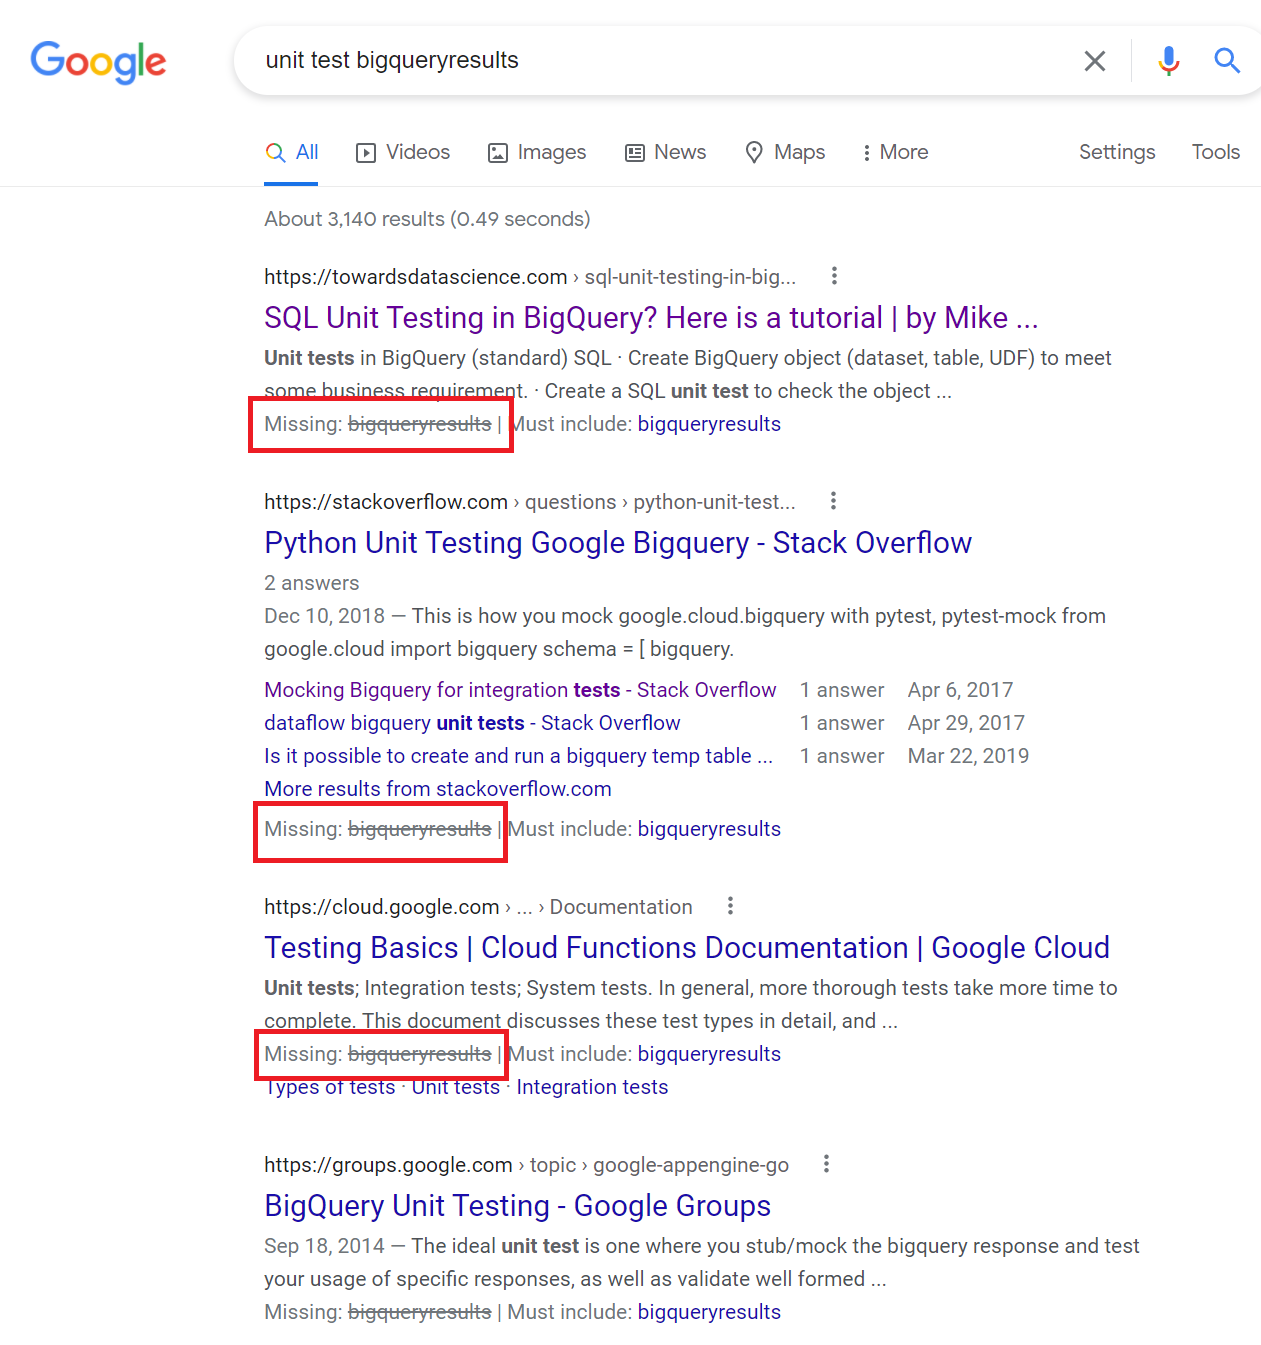 Google
unit test bigqueryresults
All Videos Images News Maps More Settings Tools
About 3,140 results (0.49 seconds)
https://towardsdatascience.com › sql-unit-testing-in-big...
SQL Unit Testing in BigQuery? Here is a tutorial | by Mike ...
Unit tests in BigQuery (standard) SQL · Create BigQuery object (dataset, table, UDF) to meet
some business requirement. · Create a SQL unit test to check the object ...
Missing: bigqueryresults | Must include: bigqueryresults
https://stackoverflow.com › questions › python-unit-test...
Python Unit Testing Google Bigquery - Stack Overflow
2 answers
Dec 10, 2018 — This is how you mock google.cloud.bigquery with pytest, pytest-mock from
google.cloud import bigquery schema = [ bigquery.
Mocking Bigquery for integration tests - Stack Overflow 1 answer Apr 6, 2017
dataflow bigquery unit tests - Stack Overflow 1 answer Apr 29, 2017
Is it possible to create and run a bigquery temp table ... 1 answer Mar 22, 2019
More results from stackoverflow.com
Missing: bigqueryresults | Must include: bigqueryresults
https://cloud.google.com › ... › Documentation
Testing Basics | Cloud Functions Documentation | Google Cloud
Unit tests; Integration tests; System tests. In general, more thorough tests take more time to
complete. This document discusses these test types in detail, and ...
Missing: bigqueryresults | Must include: bigqueryresults
Types of tests · Unit tests · Integration tests
https://groups.google.com › topic › google-appengine-go
BigQuery Unit Testing - Google Groups
Sep 18, 2014 — The ideal unit test is one where you stub/mock the bigquery response and test
your usage of specific responses, as well as validate well formed ...
Missing: bigqueryresults | Must include: bigqueryresults